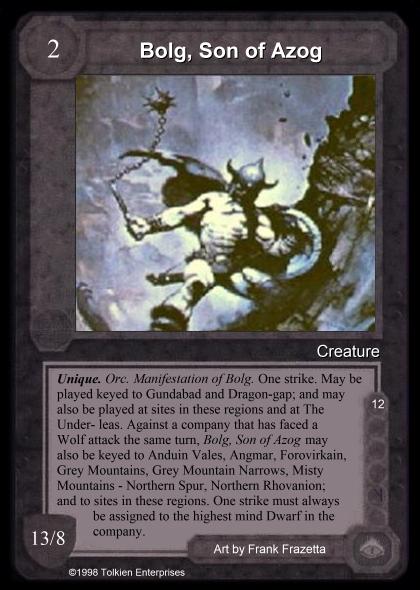 2
Bolg, Son of Azog
Creature
Unique. Orc. Manifestation of Bolg. One strike. May be
played keyed to Gundabad and Dragon-gap; and may
also be played at sites in these regions and at The
Under- leas. Against a company that has faced a
Wolf attack the same turn, Bolg, Son of Azog may
also be keyed to Anduin Vales, Angmar, Forovirkain,
Grey Mountains, Grey Mountain Narrows, Misty
Mountains - Northern Spur, Northern Rhovanion;
and to sites in these regions. One strike must always
be assigned to the highest mind Dwarf in the
company.
12
13/8
Art by Frank Frazetta
©1998 Tolkien Enterprises